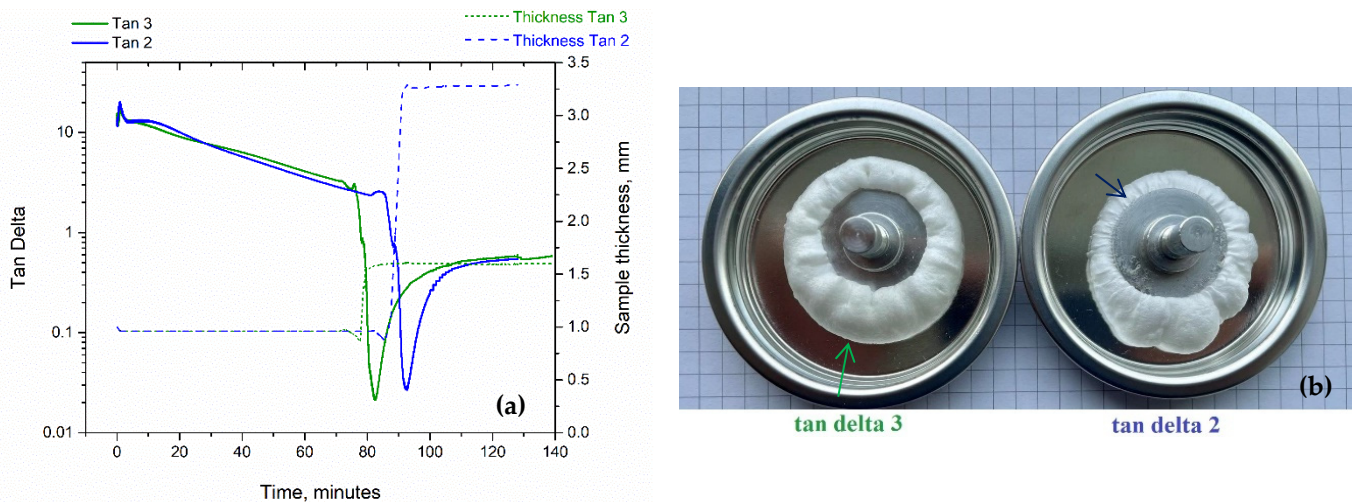 Tan 3
Tan 2
Thickness Tan 3
Thickness Tan 2
Tan Delta
10
1
0.1
0.01
3.5
3.0
2.5
2.0
1.5
1.0
0.5
0.0
Sample thickness, mm
0 20 40 60 80 100 120 140
Time, minutes
(a)
(b)
tan delta 3
tan delta 2